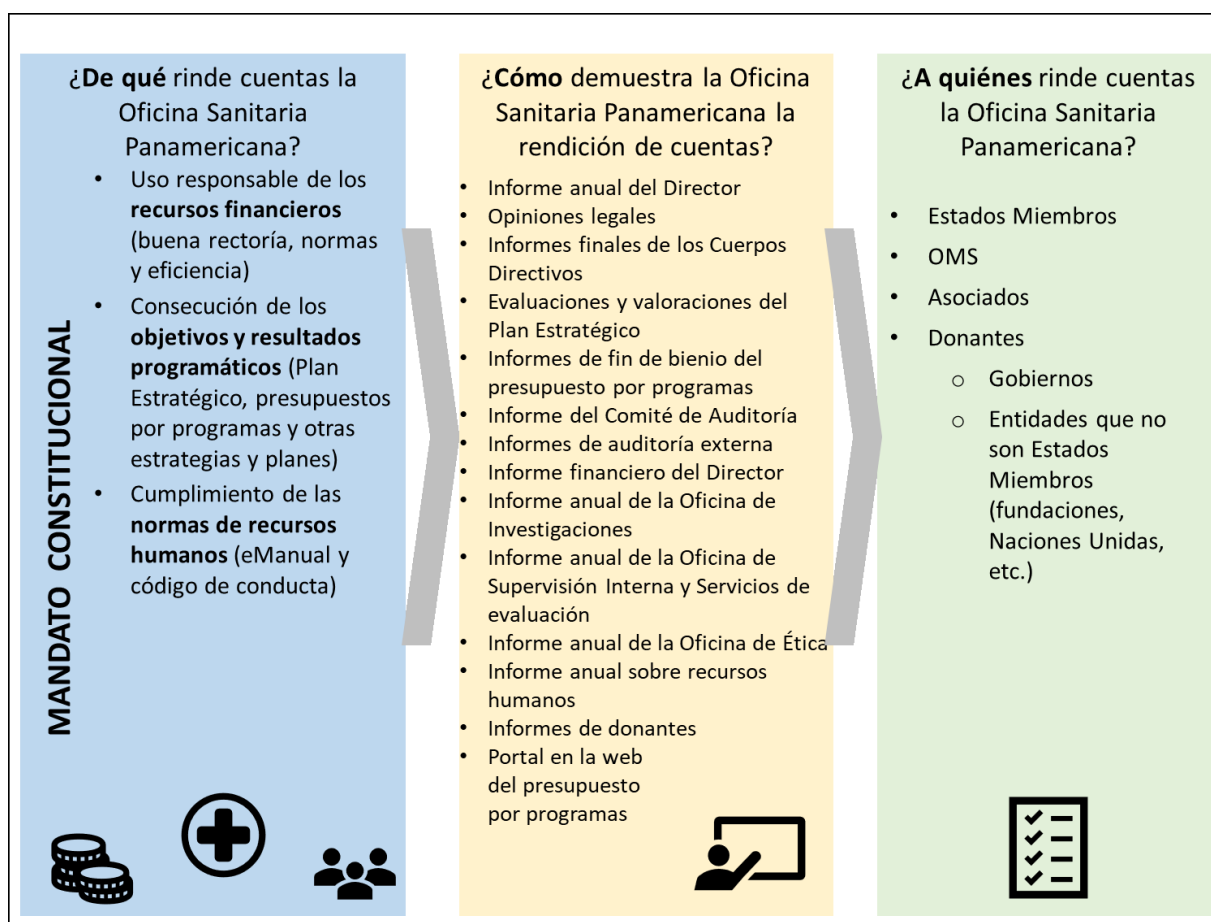 MANDATO CONSTITUCIONAL
¿De qué rinde cuentas la
Oficina Sanitaria
Panamericana?
• Uso responsable de los
recursos financieros
(buena rectoría, normas
y eficiencia)
• Consecución de los
objetivos y resultados
programáticos (Plan
Estratégico, presupuestos
por programas y otras
estrategias y planes)
• Cumplimiento de las
normas de recursos
humanos (eManual y
código de conducta)
¿Cómo demuestra la Oficina
Sanitaria Panamericana la
rendición de cuentas?
• Informe anual del Director
• Opiniones legales
• Informes finales de los Cuerpos
Directivos
• Evaluaciones y valoraciones del
Plan Estratégico
• Informes de fin de bienio del
presupuesto por programas
• Informe del Comité de Auditoría
• Informes de auditoría externa
• Informe financiero del Director
• Informe anual de la Oficina de
Investigaciones
• Informe anual de la Oficina de
Supervisión Interna y Servicios de
evaluación
• Informe anual de la Oficina de Ética
• Informe anual sobre recursos
humanos
• Informes de donantes
• Portal en la web
del presupuesto
por programas
¿A quiénes rinde cuentas
la Oficina Sanitaria
Panamericana?
• Estados Miembros
• OMS
• Asociados
• Donantes
o Gobiernos
o Entidades que no
son Estados
Miembros
(fundaciones,
Naciones Unidas,
etc.)